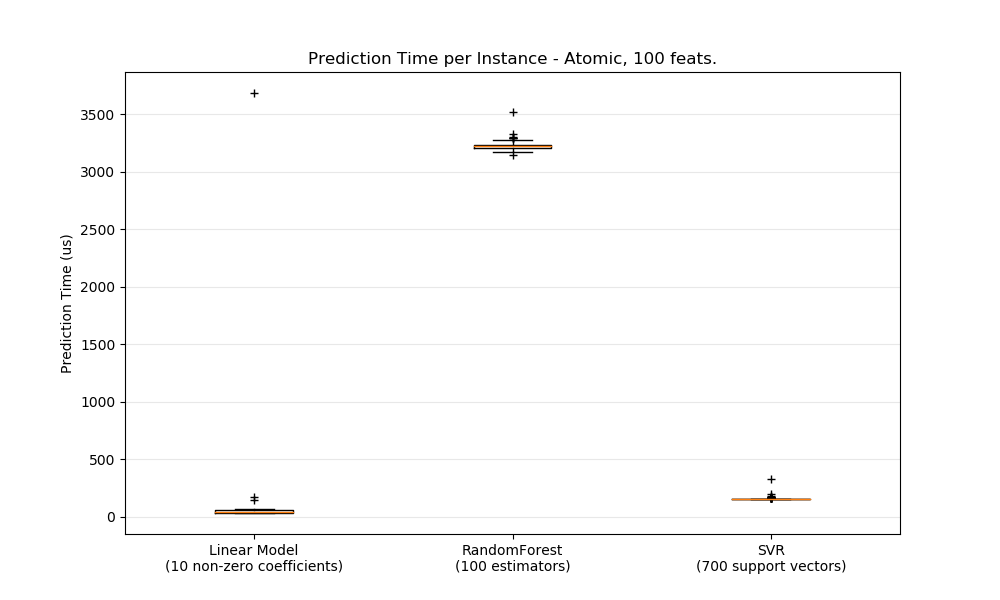 Prediction Time per Instance - Atomic, 100 feats.
Prediction Time (us)
3500
3000
2500
2000
1500
1000
500
0
Linear Model
(10 non-zero coefficients)
RandomForest
(100 estimators)
SVR
(700 support vectors)